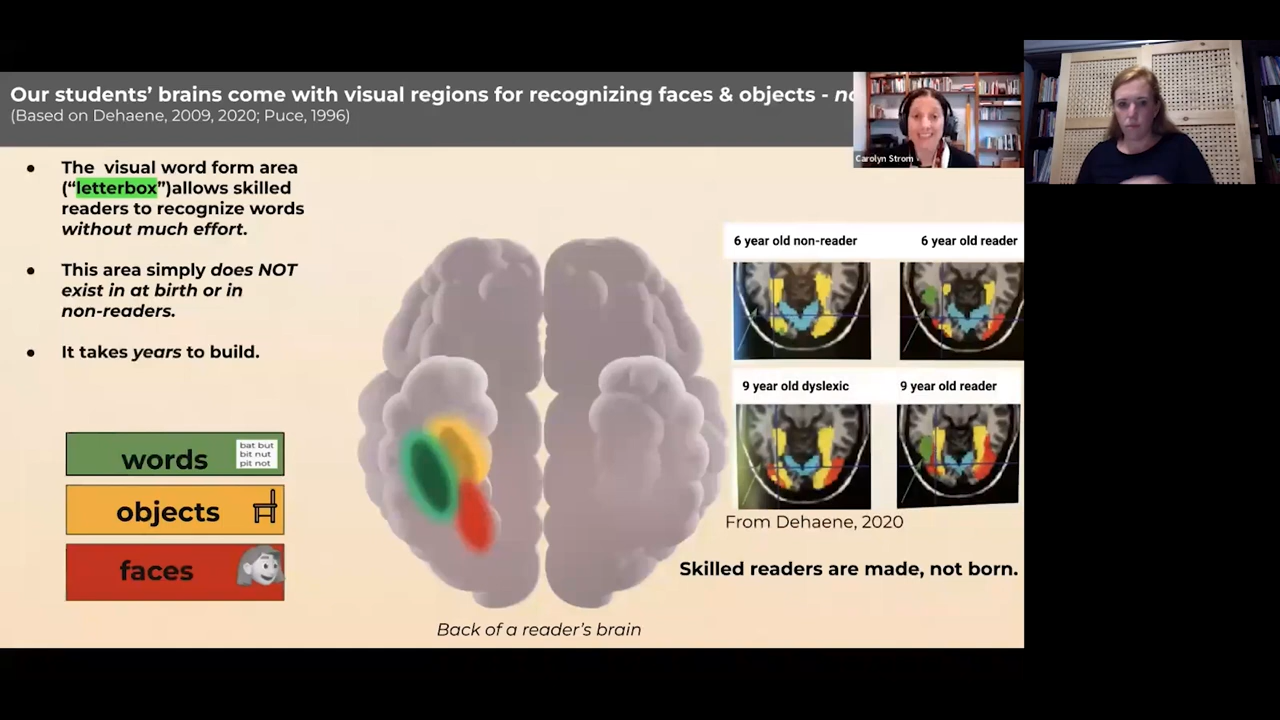 Our students' brains come with visual regions for recognizing faces & objects - no
(Based on Dehaene, 2009, 2020; Puce, 1996)
Carolyn Strom
• The visual word form area
("letterbox")allows skilled
readers to recognize words
without much effort.
• This area simply does NOT
exist in at birth or in
non-readers.
• It takes years to build.
words
bat but
bit nut
pit not
objects
faces
Back of a reader's brain
6 year old non-reader
6 year old reader
9 year old dyslexic
9 year old reader
From Dehaene, 2020
Skilled readers are made, not born.